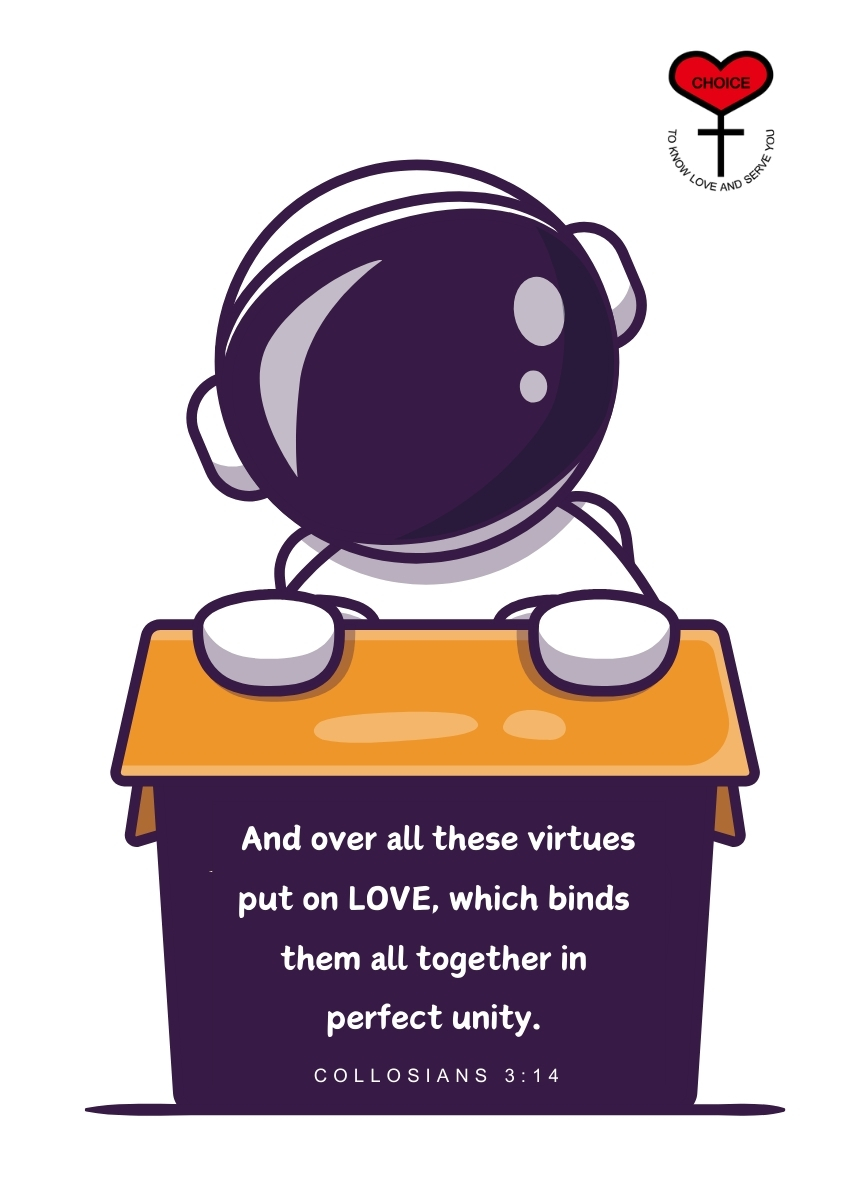 CHOICE
TO KNOW LOVE AND SERVE YOU
And over all these virtues
put on LOVE, which binds
them all together in
perfect unity.
COLLOSIANS 3:14